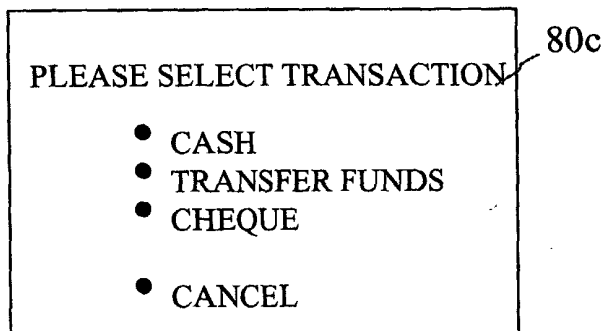 80c
PLEASE SELECT TRANSACTION
● CASH
● TRANSFER FUNDS
● CHEQUE
● CANCEL